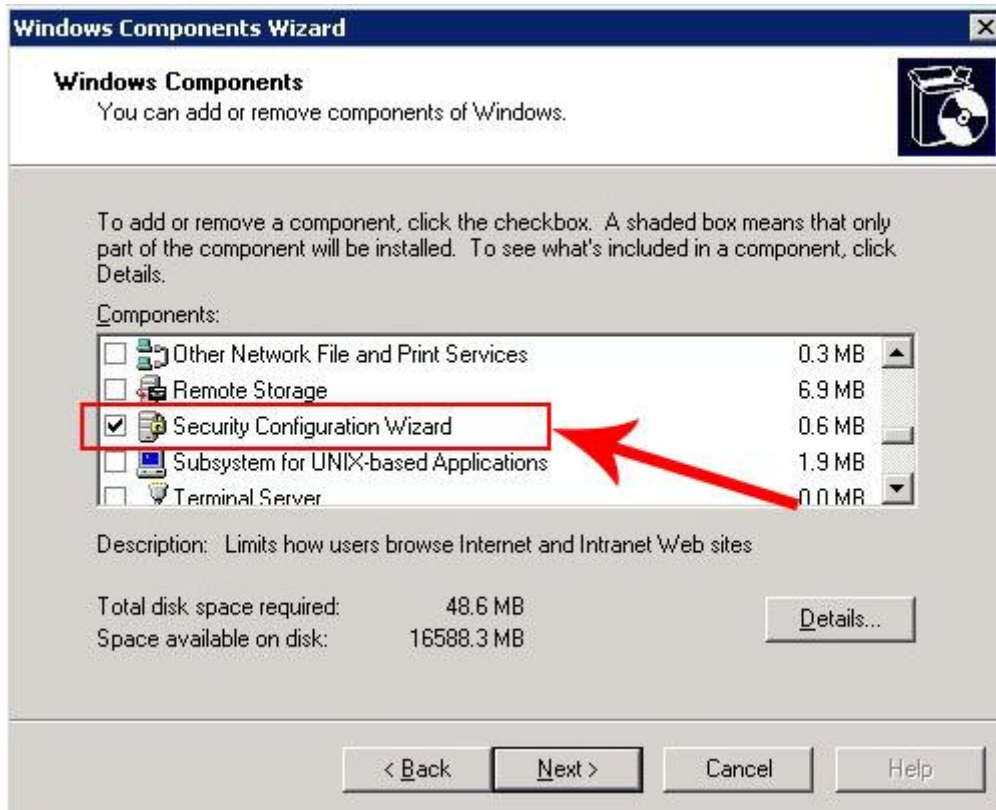 Windows Components Wizard
Windows Components
You can add or remove components of Windows.
To add or remove a component, click the checkbox. A shaded box means that only
part of the component will be installed. To see what's included in a component, click
Details.
Components:
Other Network File and Print Services 0.3 MB
Remote Storage 6.9 MB
Security Configuration Wizard 0.6 MB
Subsystem for UNIX-based Applications 1.9 MB
Terminal Server 0.0 MB
Description: Limits how users browse Internet and Intranet Web sites
Total disk space required: 48.6 MB
Space available on disk: 16588.3 MB
Details...
< Back Next > Cancel Help